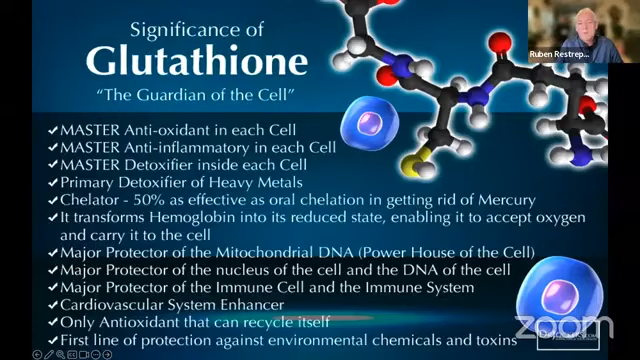 Significance of
Glutathione
"The Guardian of the Cell"
Ruben Restrep...
✓MASTER Anti-oxidant in each Cell
✓MASTER Anti-inflammatory in each Cell
✓MASTER Detoxifier inside each Cell
✓Primary Detoxifier of Heavy Metals
✓Chelator - 50% as effective as oral chelation in getting rid of Mercury
✓It transforms Hemoglobin into its reduced state, enabling it to accept oxygen
and carry it to the cell
✓Major Protector of the Mitochondrial DNA (Power House of the Cell)
✓Major Protector of the nucleus of the cell and the DNA of the cell
✓Major Protector of the Immune Cell and the Immune System
✓Cardiovascular System Enhancer
✓Only Antioxidant that can recycle itself
✓First line of protection against environmental chemicals and toxins
zoom